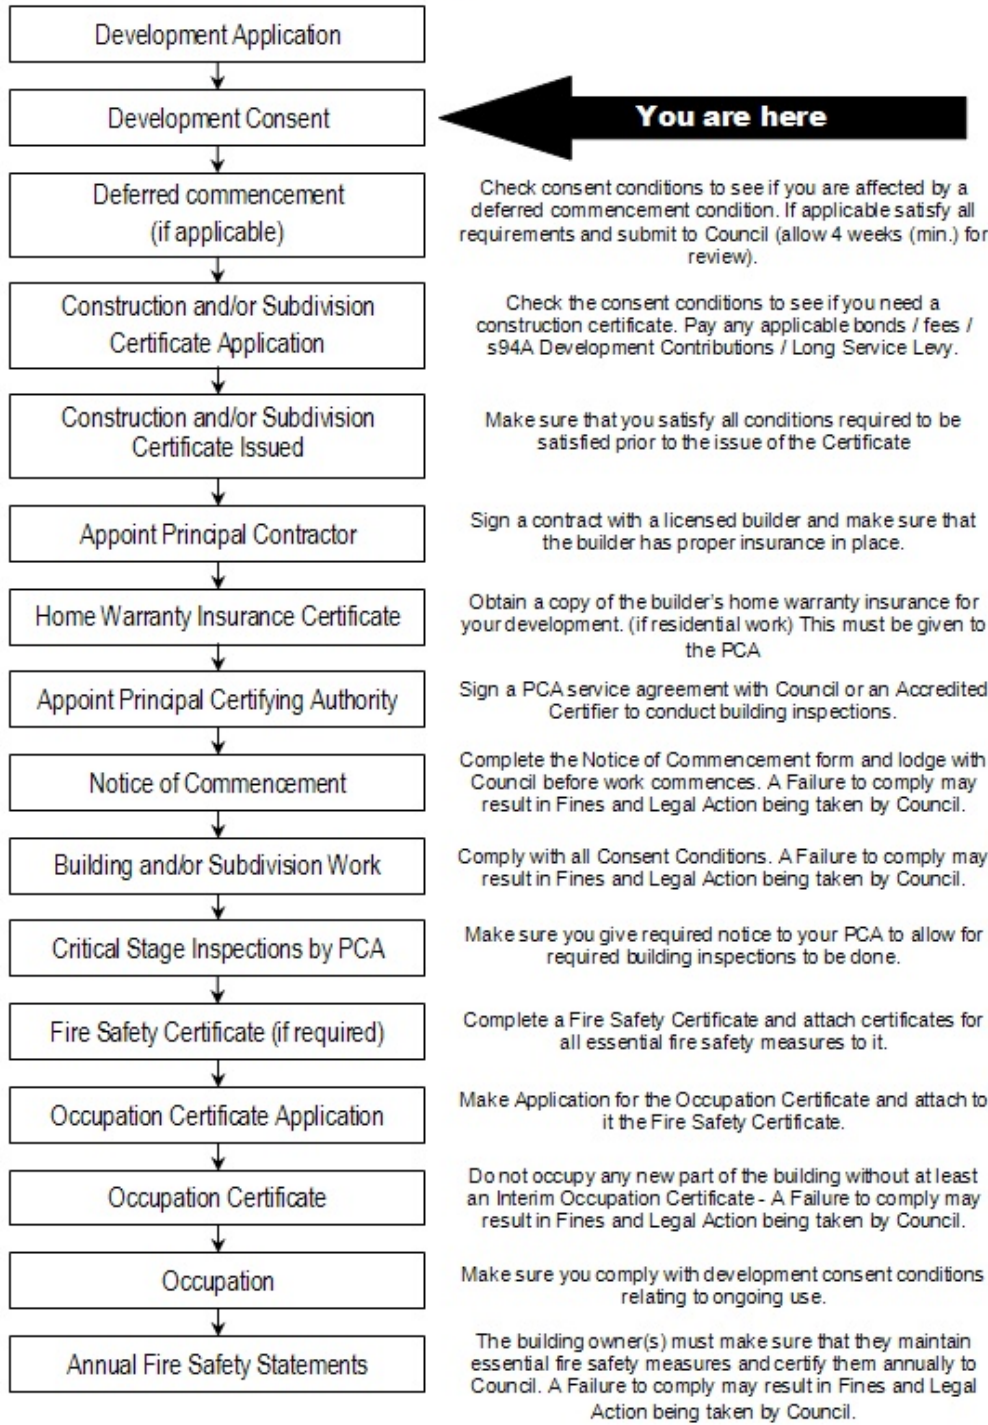 Development Application
Development Consent
You are here
Deferred commencement
(if applicable)
Check consent conditions to see if you are affected by a
deferred commencement condition. If applicable satisfy all
requirements and submit to Council (allow 4 weeks (min.) for
review).
Construction and/or Subdivision
Certificate Application
Check the consent conditions to see if you need a
construction certificate. Pay any applicable bonds / fees /
s94A Development Contributions / Long Service Levy.
Construction and/or Subdivision
Certificate Issued
Make sure that you satisfy all conditions required to be
satisfied prior to the issue of the Certificate
Appoint Principal Contractor
Sign a contract with a licensed builder and make sure that
the builder has proper insurance in place.
Home Warranty Insurance Certificate
Obtain a copy of the builder's home warranty insurance for
your development. (if residential work) This must be given to
the PCA
Appoint Principal Certifying Authority
Sign a PCA service agreement with Council or an Accredited
Certifier to conduct building inspections.
Notice of Commencement
Complete the Notice of Commencement form and lodge with
Council before work commences. A Failure to comply may
result in Fines and Legal Action being taken by Council.
Building and/or Subdivision Work
Comply with all Consent Conditions. A Failure to comply may
result in Fines and Legal Action being taken by Council.
Critical Stage Inspections by PCA
Make sure you give required notice to your PCA to allow for
required building inspections to be done.
Fire Safety Certificate (if required)
Complete a Fire Safety Certificate and attach certificates for
all essential fire safety measures to it.
Occupation Certificate Application
Make Application for the Occupation Certificate and attach to
it the Fire Safety Certificate.
Occupation Certificate
Do not occupy any new part of the building without at least
an Interim Occupation Certificate - A Failure to comply may
result in Fines and Legal Action being taken by Council.
Occupation
Make sure you comply with development consent conditions
relating to ongoing use.
Annual Fire Safety Statements
The building owner(s) must make sure that they maintain
essential fire safety measures and certify them annually to
Council. A Failure to comply may result in Fines and Legal
Action being taken by Council.